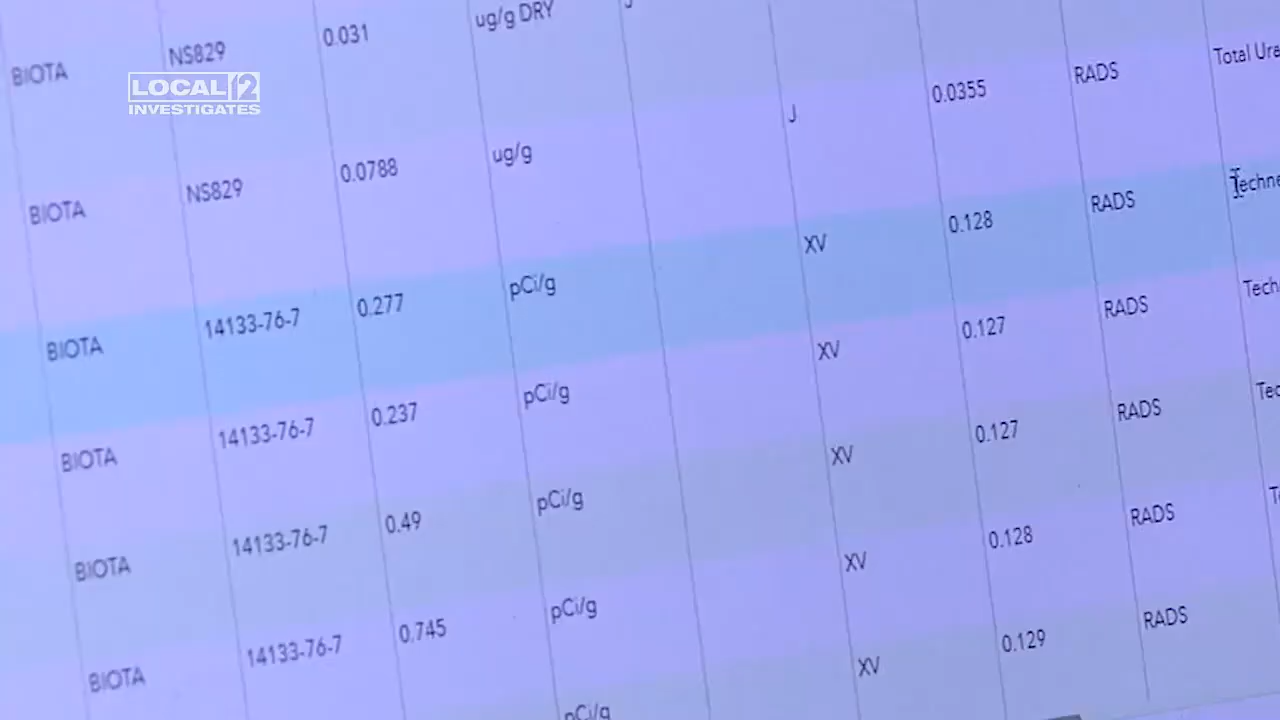 BIOTA NS829 0.031 ug/g DRY J
LOCAL 12
INVESTIGATES
BIOTA NS829 0.0788 ug/g J 0.0355 RADS Total Ura
BIOTA 14133-76-7 0.277 pCi/g XV 0.128 RADS Techne
BIOTA 14133-76-7 0.237 pCi/g XV 0.127 RADS Tech
BIOTA 14133-76-7 0.49 pCi/g XV 0.127 RADS Tec
BIOTA 14133-76-7 0.745 pCi/g XV 0.128 RADS T
pCi/g XV 0.129 RADS